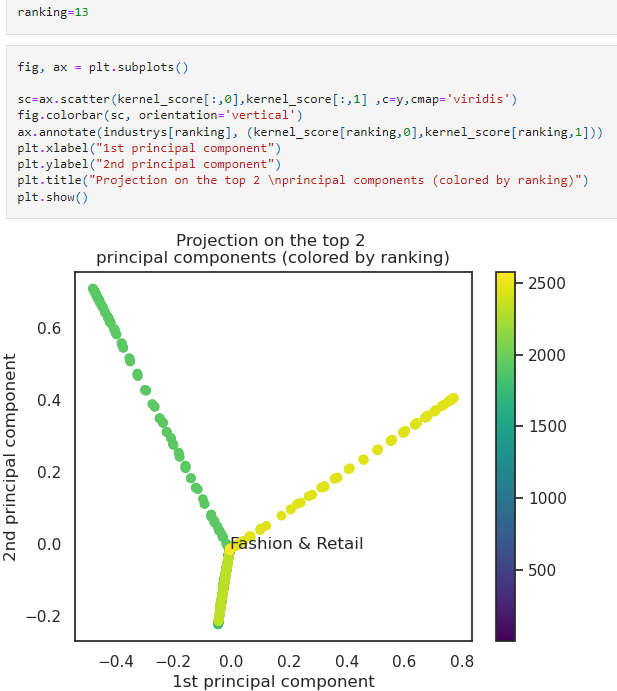 ranking=13
fig, ax = plt.subplots()
sc=ax.scatter(kernel_score[:,0],kernel_score[:,1] ,c=y,cmap='viridis')
fig.colorbar(sc, orientation='vertical')
ax.annotate(industrys[ranking], (kernel_score[ranking,0],kernel_score[ranking,1]))
plt.xlabel("1st principal component")
plt.ylabel("2nd principal component")
plt.title("Projection on the top 2 \nprincipal components (colored by ranking)")
plt.show()
Projection on the top 2
principal components (colored by ranking)
2nd principal component
0.6
0.4
0.2
0.0
−0.2
Fashion & Retail
−0.4
−0.2
0.0
0.2
0.4
0.6
0.8
1st principal component
2500
2000
1500
1000
500